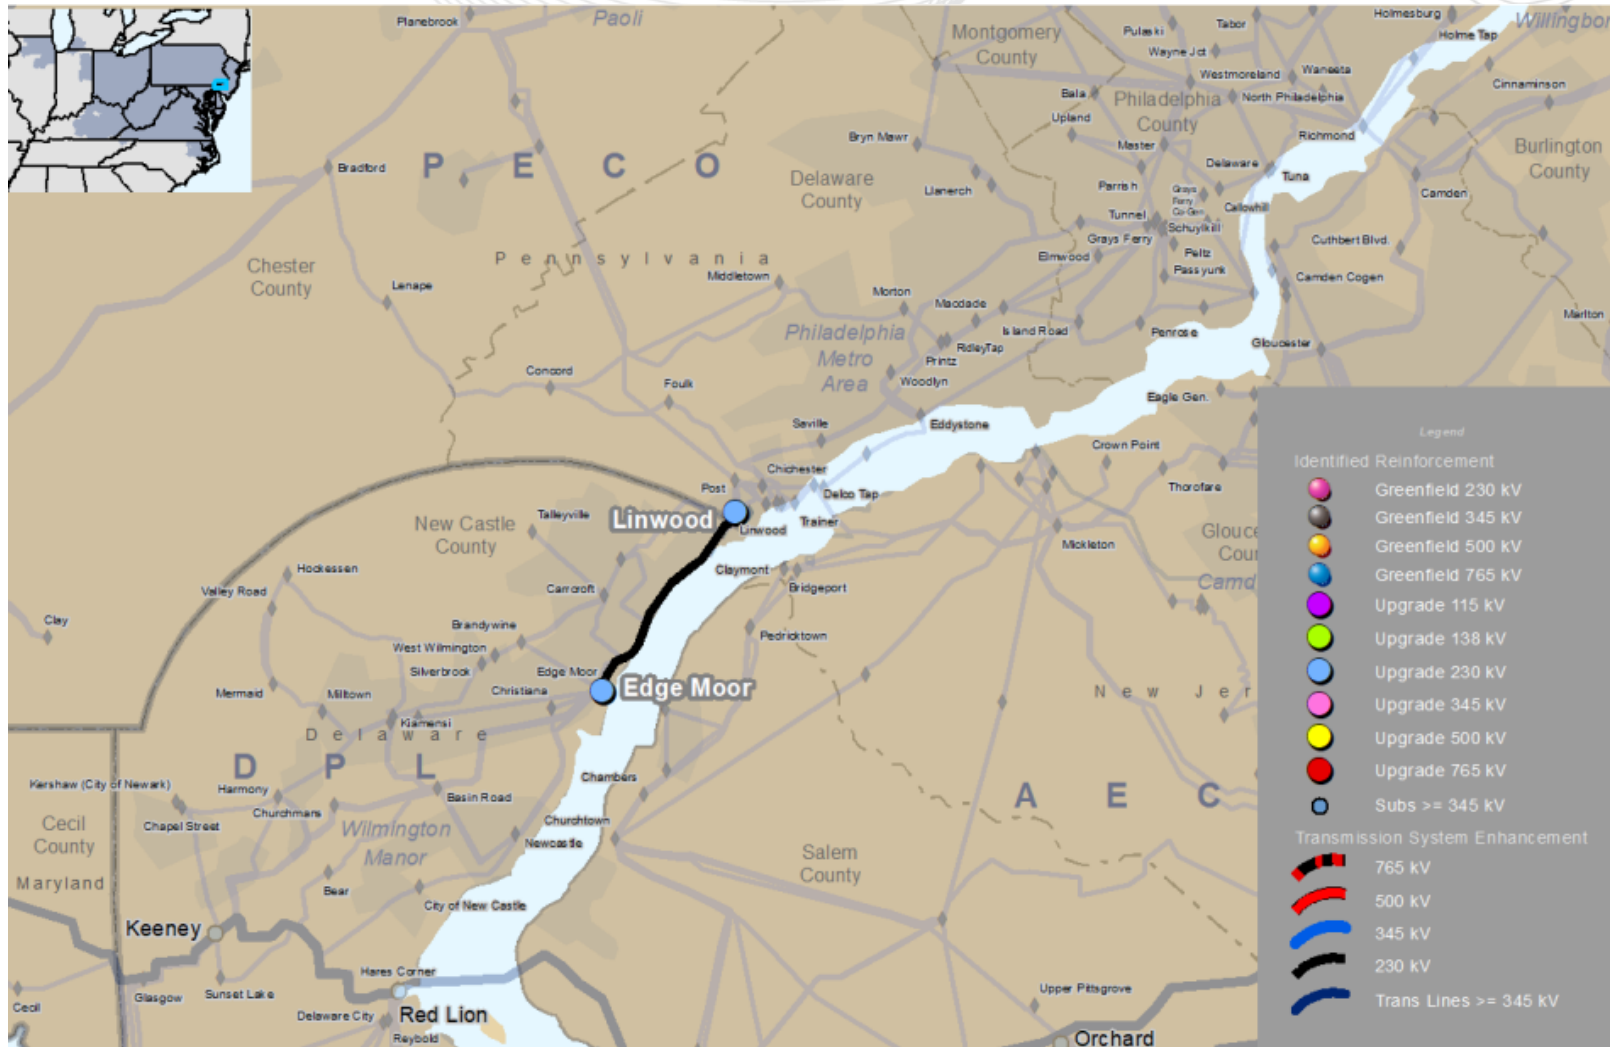 Planebrook
Paoli
Holmesburg
Willingbor
Tabor
Pulaski
Holme Tap
Montgomery
County
Wayne Jct
Westmoreland
Waneeta
Cinnaminson
Bala
North Philadelphia
Philadelphia
County
Upland
Bryn Mawr
Richmond
Master
Burlington
County
Bradford
P E C O
Delaware
Tuna
Delaware
County
Llanerch
Parrish
Grays
Ferry
Co-Gen
Camden
Callowhill
Tunnel
Schuylkill
Grays Ferry
Cuthbert Blvd.
Elmwood
Peltz
Passyunk
Pennsylvania
Chester
County
Middletown
Camden Cogen
Lenape
Morton
Macdade
Marlton
Island Road
Penrose
Philadelphia
Metro
Area
RidleyTap
Printz
Gloucester
Concord
Foulk
Woodlyn
Eagle Gen.
Saville
Eddystone
Crown Point
Chichester
Post
Delco Tap
Thorofare
Linwood
Linwood
Trainer
Talleyville
New Castle
County
Mickleton
Glouce
Cour
Claymont
Hockessen
Bridgeport
Camd
Valley Road
Carrcroft
Clay
Brandywine
Pedricktown
West Wilmington
Silverbrook
Edge Moor
Edge Moor
Mermaid
Milltown
Christiana
New Jer
Kiamensi
Delaware
D P L
Chambers
Kershaw (City of Newark)
Harmony
Basin Road
A E C
Churchmans
Chapel Street
Churchtown
Cecil
County
Wilmington
Manor
Newcastle
Salem
County
Maryland
Bear
City of New Castle
Keeney
Hares Corner
Glasgow
Sunset Lake
Upper Pittsgrove
Cecil
Delaware City
Red Lion
Reybold
Orchard
Legend
Identified Reinforcement
Greenfield 230 kV
Greenfield 345 kV
Greenfield 500 kV
Greenfield 765 kV
Upgrade 115 kV
Upgrade 138 kV
Upgrade 230 kV
Upgrade 345 kV
Upgrade 500 kV
Upgrade 765 kV
Subs >= 345 kV
Transmission System Enhancement
765 kV
500 kV
345 kV
230 kV
Trans Lines >= 345 kV